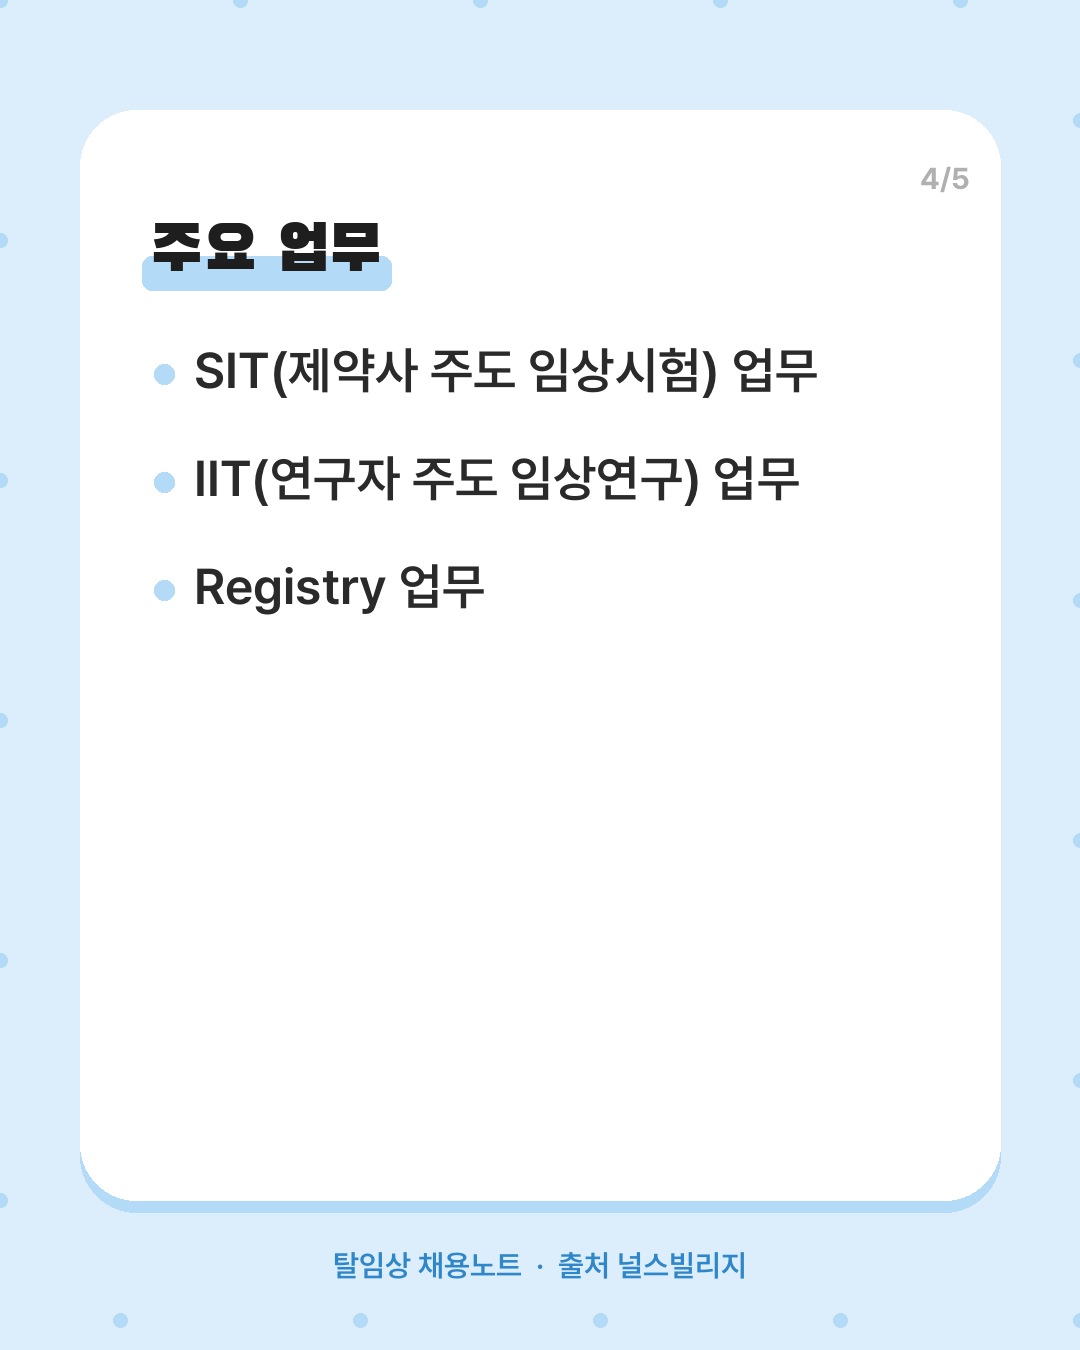 4/5
주요 업무
SIT(제약사 주도 임상시험) 업무
IIT(연구자 주도 임상연구) 업무
Registry 업무
탈임상 채용노트 · 출처 널스빌리지